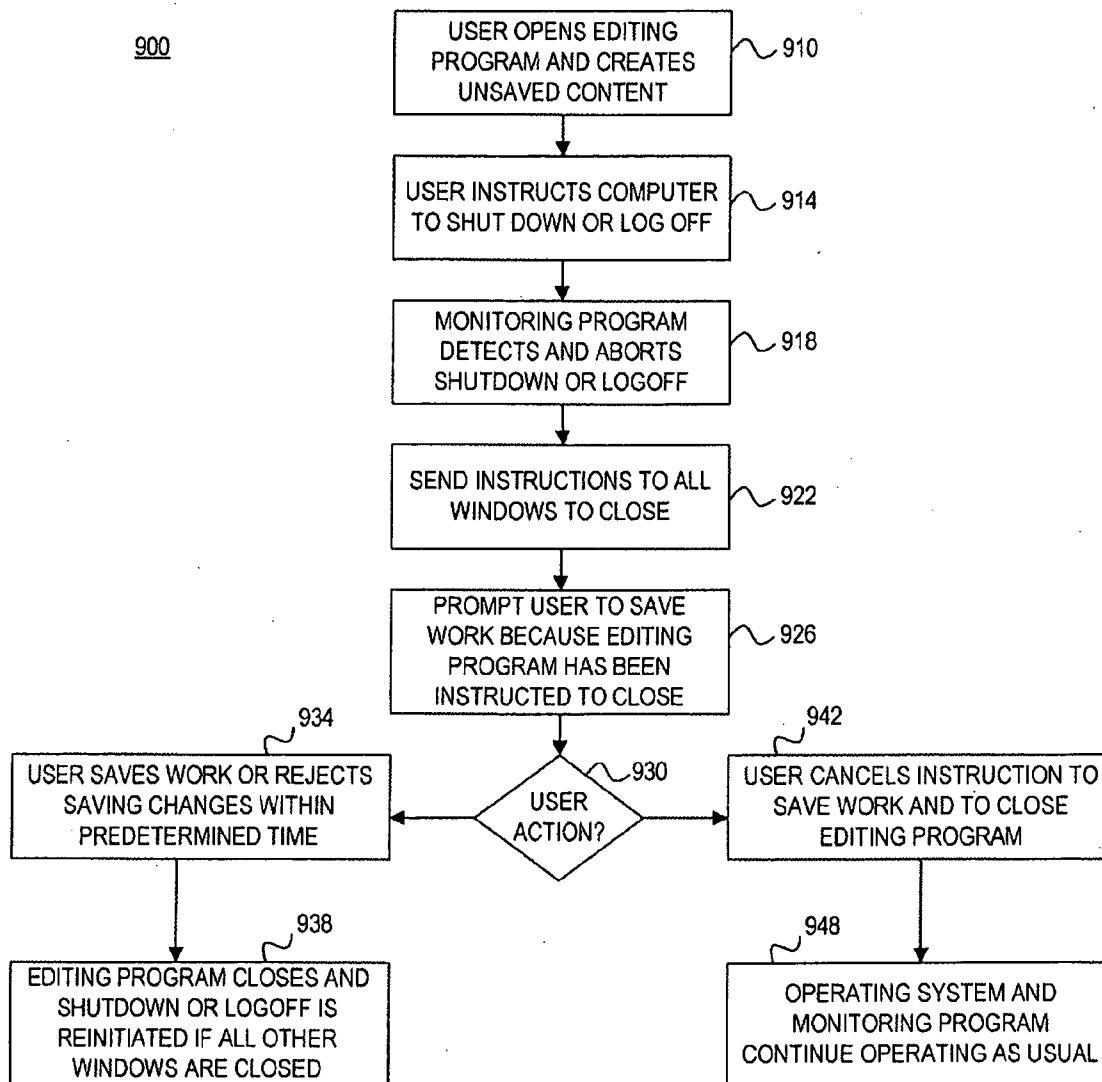 900
USER OPENS EDITING
PROGRAM AND CREATES
UNSAVED CONTENT
910
USER INSTRUCTS COMPUTER
TO SHUT DOWN OR LOG OFF
914
MONITORING PROGRAM
DETECTS AND ABORTS
SHUTDOWN OR LOGOFF
918
SEND INSTRUCTIONS TO ALL
WINDOWS TO CLOSE
922
PROMPT USER TO SAVE
WORK BECAUSE EDITING
PROGRAM HAS BEEN
INSTRUCTED TO CLOSE
926
USER
ACTION?
930
934
USER SAVES WORK OR REJECTS
SAVING CHANGES WITHIN
PREDETERMINED TIME
942
USER CANCELS INSTRUCTION TO
SAVE WORK AND TO CLOSE
EDITING PROGRAM
938
EDITING PROGRAM CLOSES AND
SHUTDOWN OR LOGOFF IS
REINITIATED IF ALL OTHER
WINDOWS ARE CLOSED
948
OPERATING SYSTEM AND
MONITORING PROGRAM
CONTINUE OPERATING AS USUAL